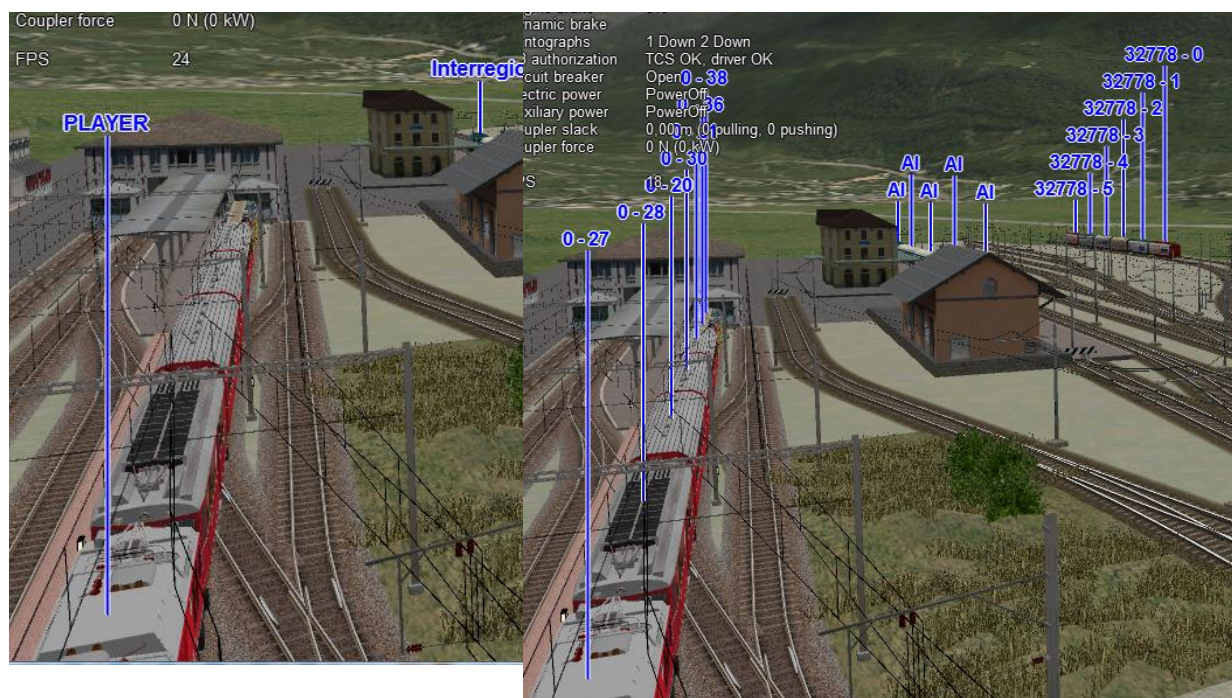 Coupler force 0 N (0 kW)
FPS 24
PLAYER
Interregio
namic brake
ntographs 1 Down 2 Down
authorization TCS OK, driver OK
cuit breaker Open
ectric power PowerOff
xiliary power PowerOff
upler slack 0,00 m (0 pulling, 0 pushing)
upler force 0 N (0 kW)
0 - 38
0 - 36
0 - 30
0 - 20
0 - 28
0 - 27
AI
AI
AI
AI
AI
32778 - 0
32778 - 1
32778 - 2
32778 - 3
32778 - 4
32778 - 5